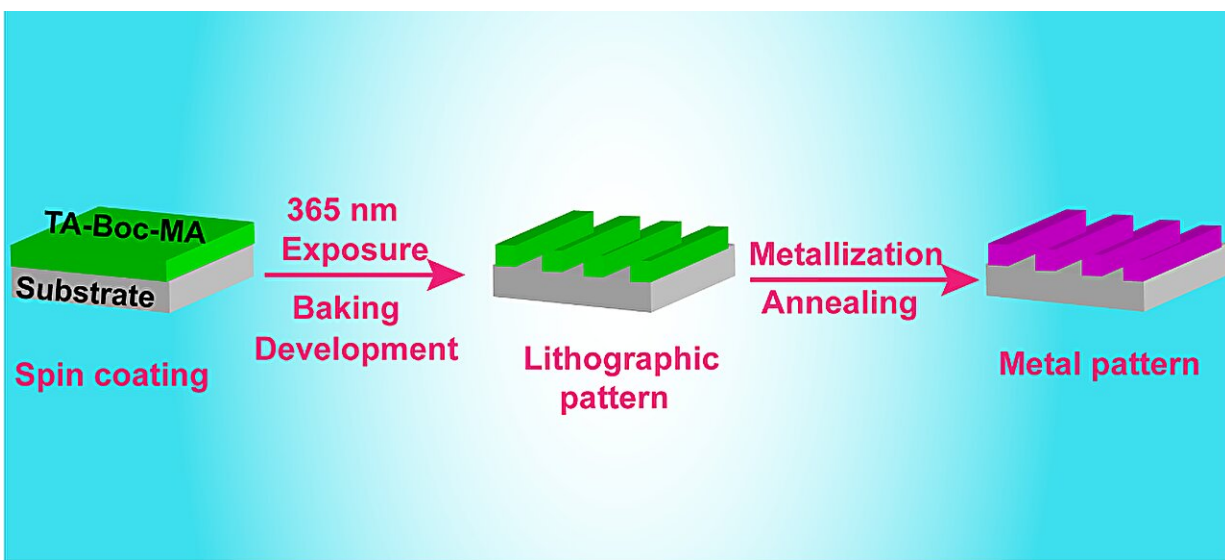 TA-Boc-MA
Substrate
Spin coating
365 nm
Exposure
Baking
Development
Lithographic
pattern
Metallization
Annealing
Metal pattern